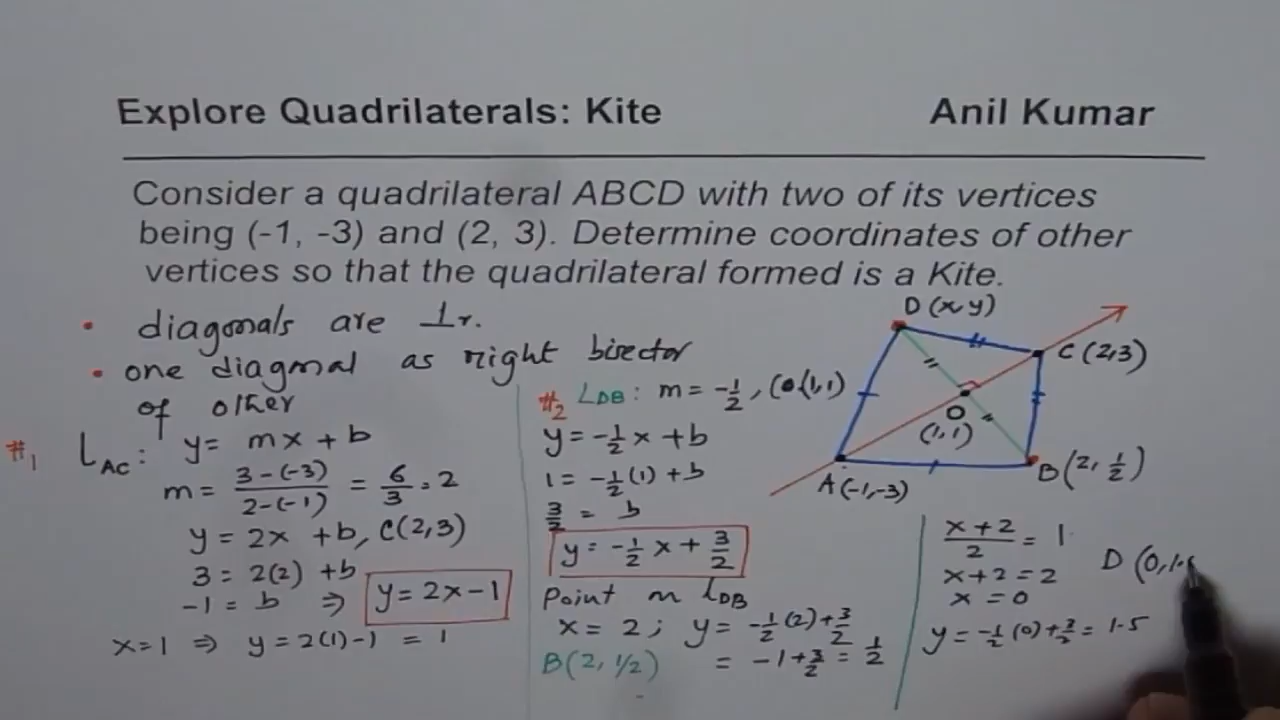 Explore Quadrilaterals: Kite
Anil Kumar
Consider a quadrilateral ABCD with two of its vertices
being (-1, -3) and (2, 3). Determine coordinates of other
vertices so that the quadrilateral formed is a Kite.
• diagonals are ⊥r.
• one diagonal as right bisector
of other
#1 L_AC: y = mx + b
m = 3-(-3)/2-(-1) = 6/3 = 2
y = 2x + b, C(2,3)
3 = 2(2) + b
-1 = b ⇒ y = 2x - 1
x = 1 ⇒ y = 2(1) - 1 = 1
#2 L_DB: m = -1/2, (O(1,1)
y = -1/2 x + b
1 = -1/2 (1) + b
3/2 = b
y = -1/2 x + 3/2
Point on L_DB
x = 2; y = -1/2 (2) + 3/2
B(2, 1/2) = -1 + 3/2 = 1/2
D(x, y)
C(2,3)
O
(1,1)
B(2, 1/2)
A(-1,-3)
x+2/2 = 1
x+2 = 2
x = 0
y = -1/2 (0) + 3/2 = 1.5
D (0,1.